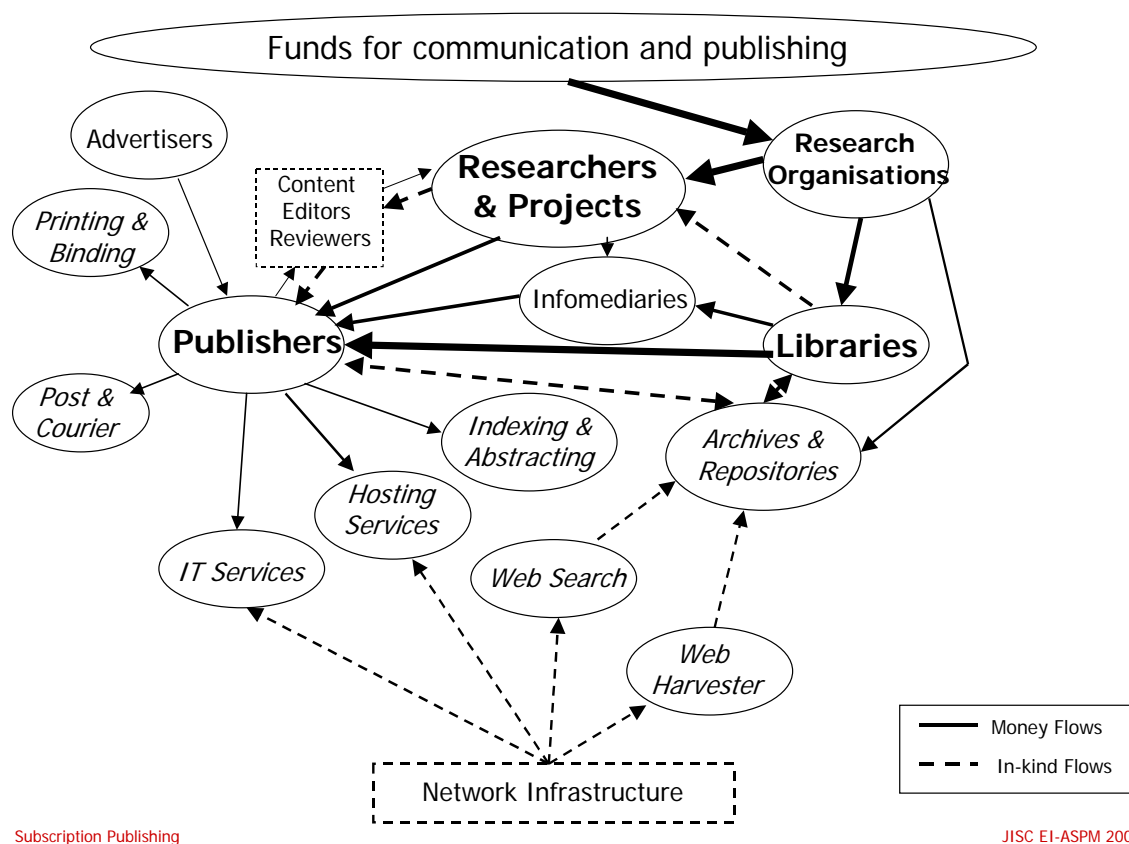 Funds for communication and publishing
Advertisers
Research
Organisations
Researchers
& Projects
Content
Editors
Reviewers
Printing &
Binding
Infomediaries
Publishers
Libraries
Post &
Courier
Indexing &
Abstracting
Archives &
Repositories
Hosting
Services
IT Services
Web Search
Web
Harvester
Network Infrastructure
Money Flows
In-kind Flows
Subscription Publishing
JISC EI-ASPM 200